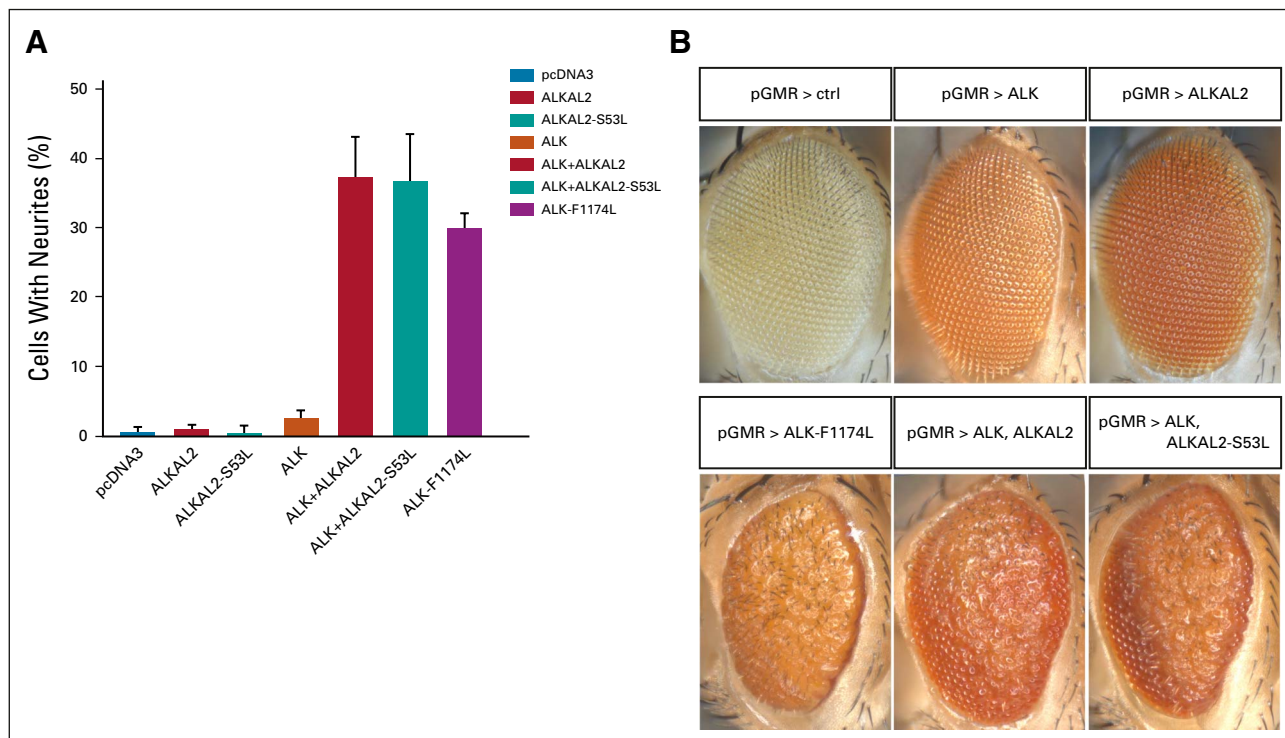 A
Cells With Neurites (%)
50
40
30
20
10
0
pcDNA3
ALKAL2
ALKAL2-S53L
ALK
ALK+ALKAL2
ALK+ALKAL2-S53L
ALK-F1174L
pcDNA3
ALKAL2
ALKAL2-S53L
ALK
ALK+ALKAL2
ALK+ALKAL2-S53L
ALK-F1174L
B
pGMR > ctrl
pGMR > ALK
pGMR > ALKAL2
pGMR > ALK-F1174L
pGMR > ALK, ALKAL2
pGMR > ALK,
ALKAL2-S53L